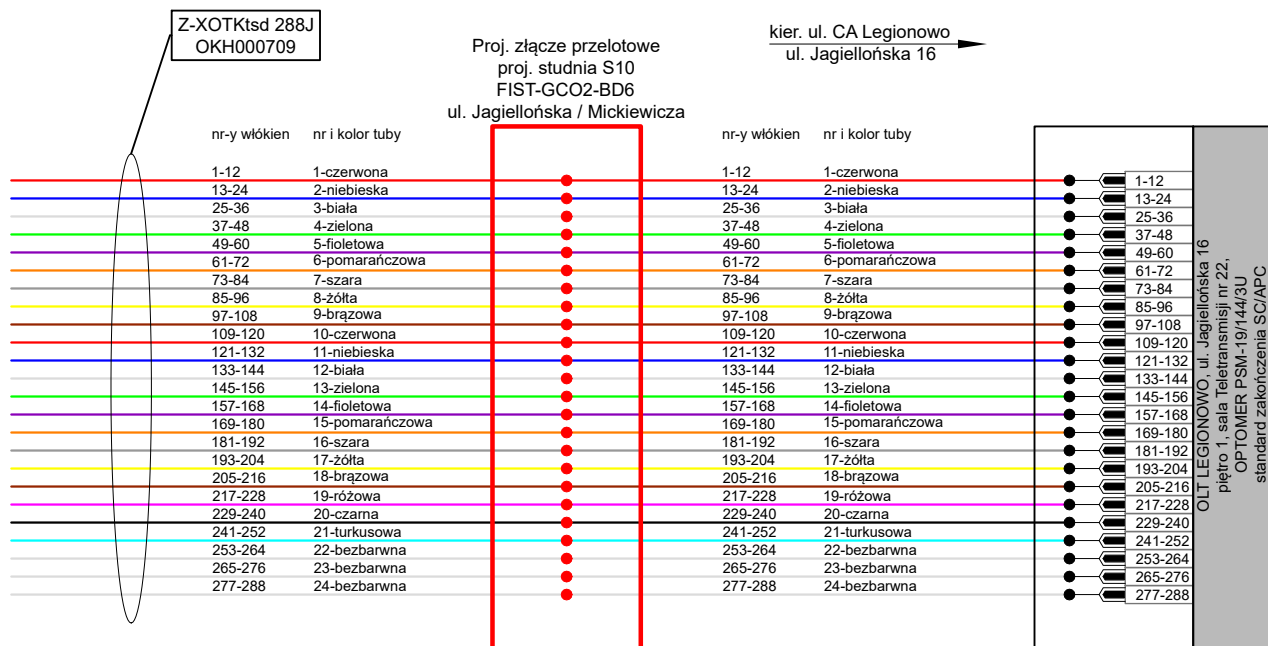 Z-XOTKtsd 288J
OKH000709
Proj. złącze przelotowe
proj. studnia S10
FIST-GCO2-BD6
ul. Jagiellońska / Mickiewicza
kier. ul. CA Legionowo
ul. Jagiellońska 16
nr-y włókien nr i kolor tuby nr-y włókien nr i kolor tuby
1-12 1-czerwona 1-12 1-czerwona 1-12
13-24 2-niebieska 13-24 2-niebieska 13-24
25-36 3-biała 25-36 3-biała 25-36
37-48 4-zielona 37-48 4-zielona 37-48
49-60 5-fioletowa 49-60 5-fioletowa 49-60
61-72 6-pomarańczowa 61-72 6-pomarańczowa 61-72
73-84 7-szara 73-84 7-szara 73-84
85-96 8-żółta 85-96 8-żółta 85-96
97-108 9-brązowa 97-108 9-brązowa 97-108
109-120 10-czerwona 109-120 10-czerwona 109-120
121-132 11-niebieska 121-132 11-niebieska 121-132
133-144 12-biała 133-144 12-biała 133-144
145-156 13-zielona 145-156 13-zielona 145-156
157-168 14-fioletowa 157-168 14-fioletowa 157-168
169-180 15-pomarańczowa 169-180 15-pomarańczowa 169-180
181-192 16-szara 181-192 16-szara 181-192
193-204 17-żółta 193-204 17-żółta 193-204
205-216 18-brązowa 205-216 18-brązowa 205-216
217-228 19-różowa 217-228 19-różowa 217-228
229-240 20-czarna 229-240 20-czarna 229-240
241-252 21-turkusowa 241-252 21-turkusowa 241-252
253-264 22-bezbarwna 253-264 22-bezbarwna 253-264
265-276 23-bezbarwna 265-276 23-bezbarwna 265-276
277-288 24-bezbarwna 277-288 24-bezbarwna 277-288
OLT LEGIONOWO, ul. Jagiellońska 16
piętro 1, sala Teletransmisji nr 22,
OPTOMER PSM-19/144/3U
standard zakończenia SC/APC